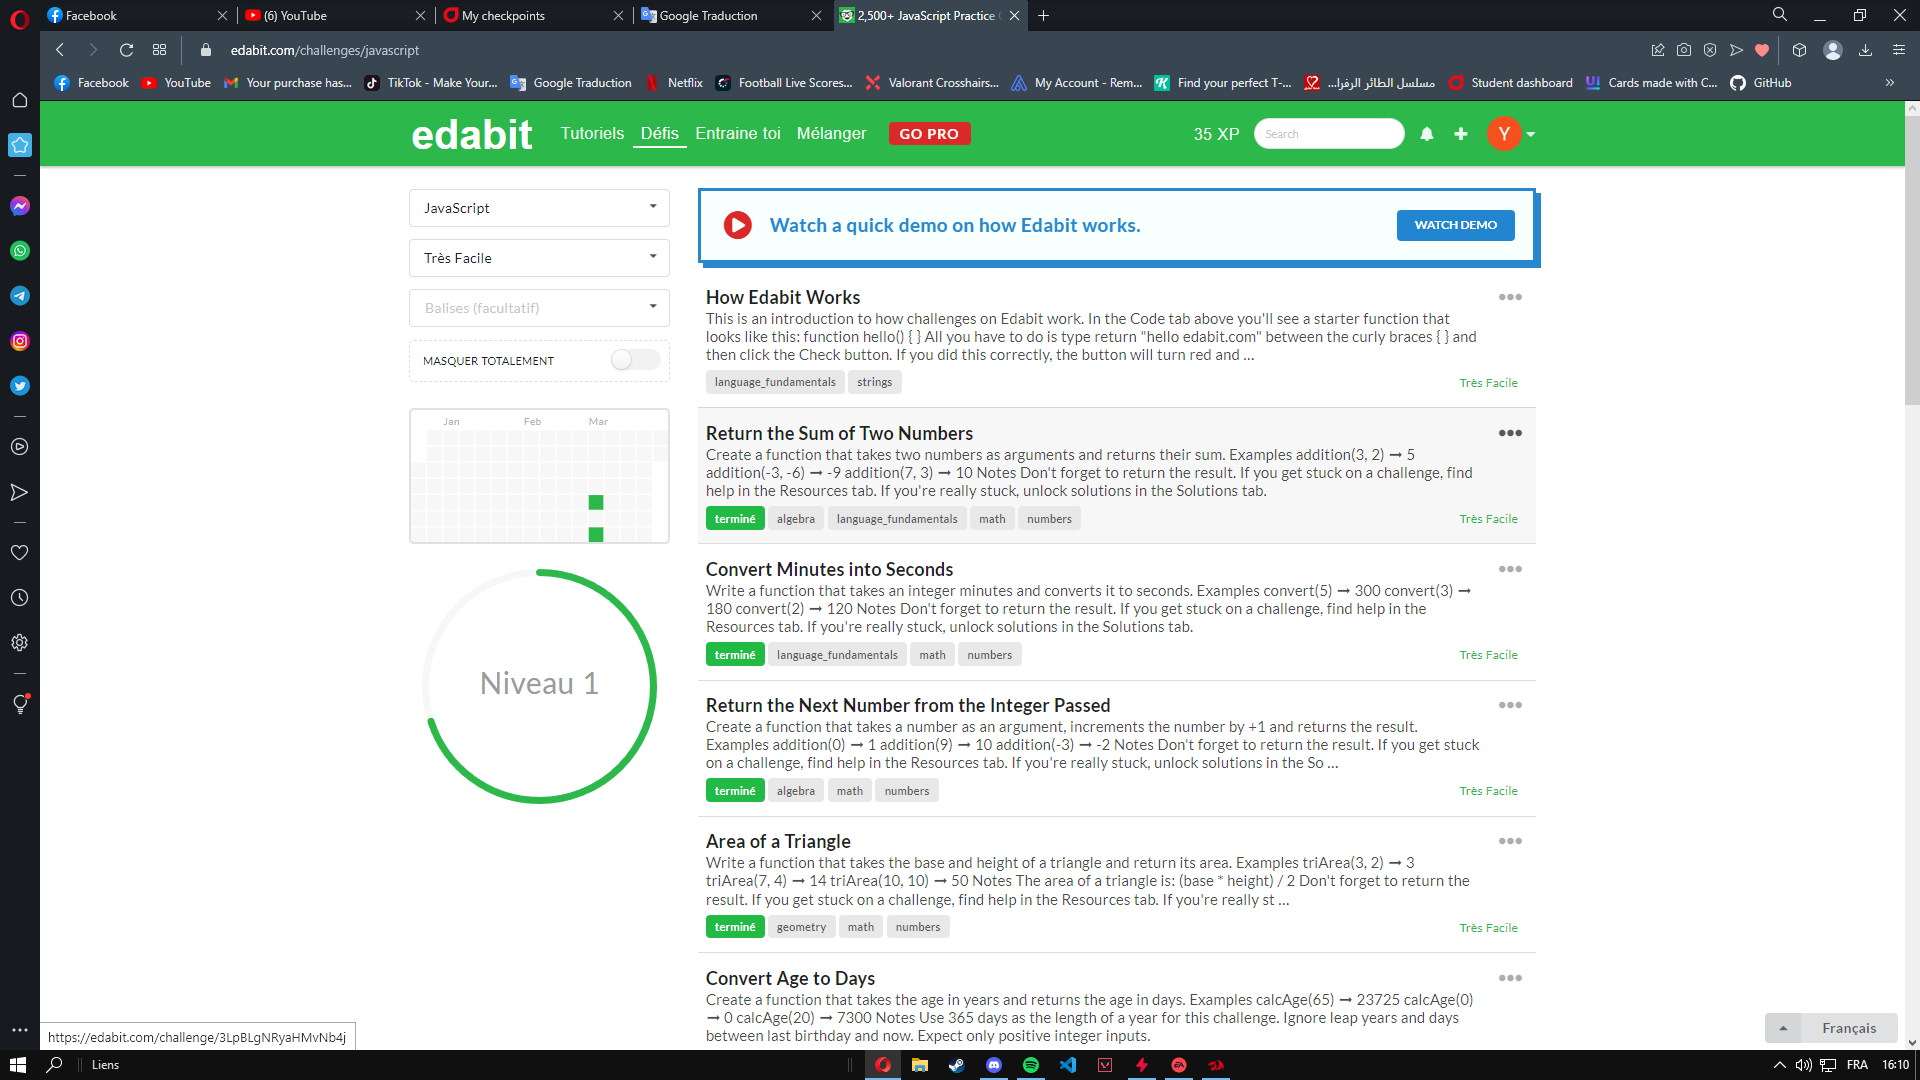 Facebook
(6) YouTube
My checkpoints
Google Traduction
2,500+ JavaScript Practice
edabit.com/challenges/javascript
Facebook
YouTube
Your purchase has...
TikTok - Make Your...
Google Traduction
Netflix
Football Live Scores...
Valorant Crosshairs...
My Account - Rem...
Find your perfect T-...
مسلسل الطائر الرفرا...
Student dashboard
Cards made with C...
GitHub
edabit
Tutoriels
Défis
Entraine toi
Mélanger
GO PRO
35 XP
Search
Y
JavaScript
Très Facile
Balises (facultatif)
MASQUER TOTALEMENT
Jan Feb Mar
Niveau 1
Watch a quick demo on how Edabit works.
WATCH DEMO
How Edabit Works
This is an introduction to how challenges on Edabit work. In the Code tab above you'll see a starter function that
looks like this: function hello() { } All you have to do is type return "hello edabit.com" between the curly braces { } and
then click the Check button. If you did this correctly, the button will turn red and ...
language_fundamentals strings
Très Facile
Return the Sum of Two Numbers
Create a function that takes two numbers as arguments and returns their sum. Examples addition(3, 2) ➞ 5
addition(-3, -6) ➞ -9 addition(7, 3) ➞ 10 Notes Don't forget to return the result. If you get stuck on a challenge, find
help in the Resources tab. If you're really stuck, unlock solutions in the Solutions tab.
terminé algebra language_fundamentals math numbers
Très Facile
Convert Minutes into Seconds
Write a function that takes an integer minutes and converts it to seconds. Examples convert(5) ➞ 300 convert(3) ➞
180 convert(2) ➞ 120 Notes Don't forget to return the result. If you get stuck on a challenge, find help in the
Resources tab. If you're really stuck, unlock solutions in the Solutions tab.
terminé language_fundamentals math numbers
Très Facile
Return the Next Number from the Integer Passed
Create a function that takes a number as an argument, increments the number by +1 and returns the result.
Examples addition(0) ➞ 1 addition(9) ➞ 10 addition(-3) ➞ -2 Notes Don't forget to return the result. If you get stuck
on a challenge, find help in the Resources tab. If you're really stuck, unlock solutions in the So ...
terminé algebra math numbers
Très Facile
Area of a Triangle
Write a function that takes the base and height of a triangle and return its area. Examples triArea(3, 2) ➞ 3
triArea(7, 4) ➞ 14 triArea(10, 10) ➞ 50 Notes The area of a triangle is: (base * height) / 2 Don't forget to return the
result. If you get stuck on a challenge, find help in the Resources tab. If you're really st ...
terminé geometry math numbers
Très Facile
Convert Age to Days
Create a function that takes the age in years and returns the age in days. Examples calcAge(65) ➞ 23725 calcAge(0)
➞ 0 calcAge(20) ➞ 7300 Notes Use 365 days as the length of a year for this challenge. Ignore leap years and days
between last birthday and now. Expect only positive integer inputs.
https://edabit.com/challenge/3LpBLgNRyaHMvNb4j
Français
Liens
FRA
16:10